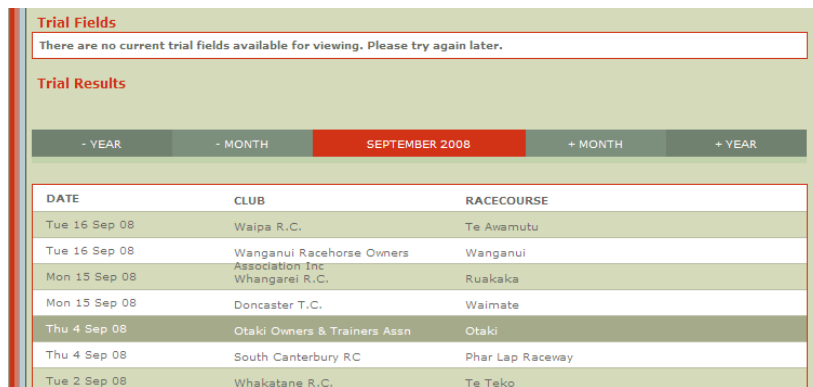 Trial Fields
There are no current trial fields available for viewing. Please try again later.
Trial Results
- YEAR - MONTH SEPTEMBER 2008 + MONTH + YEAR
DATE CLUB RACECOURSE
Tue 16 Sep 08 Waipa R.C. Te Awamutu
Tue 16 Sep 08 Wanganui Racehorse Owners Wanganui
Association Inc
Mon 15 Sep 08 Whangarei R.C. Ruakaka
Mon 15 Sep 08 Doncaster T.C. Waimate
Thu 4 Sep 08 Otaki Owners & Trainers Assn Otaki
Thu 4 Sep 08 South Canterbury RC Phar Lap Raceway
Tue 2 Sep 08 Whakatane R.C. Te Teko